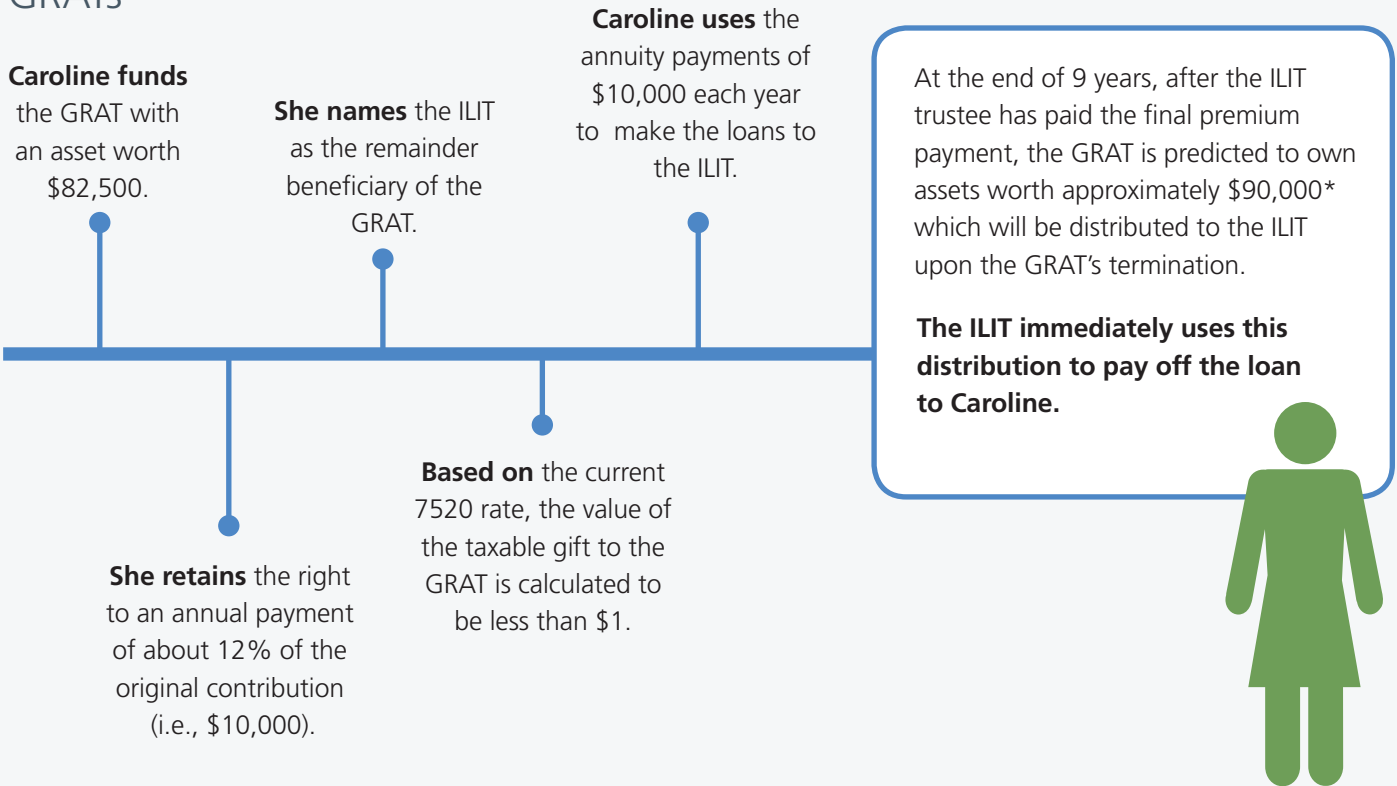 GRATs
Caroline funds
the GRAT with
an asset worth
$82,500.
She retains the right
to an annual payment
of about 12% of the
original contribution
(i.e., $10,000).
She names the ILIT
as the remainder
beneficiary of the
GRAT.
Based on the current
7520 rate, the value of
the taxable gift to the
GRAT is calculated to
be less than $1.
Caroline uses the
annuity payments of
$10,000 each year
to make the loans to
the ILIT.
At the end of 9 years, after the ILIT
trustee has paid the final premium
payment, the GRAT is predicted to own
assets worth approximately $90,000*
which will be distributed to the ILIT
upon the GRAT’s termination.
The ILIT immediately uses this
distribution to pay off the loan
to Caroline.